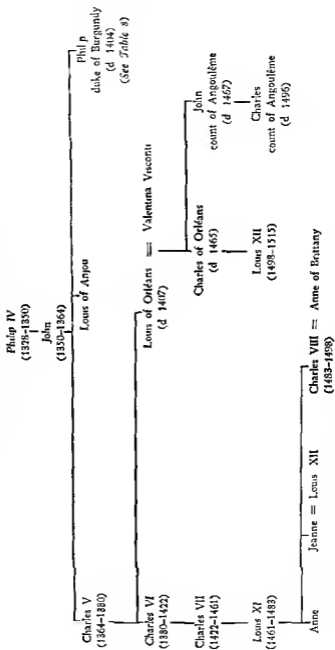 Philip IV
(1328-1350)
John
(1350-1364)
Charles V
(1364-1380)
Louis of Anjou
Philip
duke of Burgundy
(d 1404)
(See Table 8)
Charles VI
(1380-1422)
Louis of Orléans = Valentina Visconti
(d 1407)
Charles VII
(1422-1461)
Charles of Orléans
(d 1465)
John
count of Angoulême
(d 1467)
Louis XI
(1461-1483)
Louis XII
(1498-1515)
Charles
count of Angoulême
(d 1496)
Anne
Jeanne = Louis XII
Charles VIII = Anne of Brittany
(1483-1498)